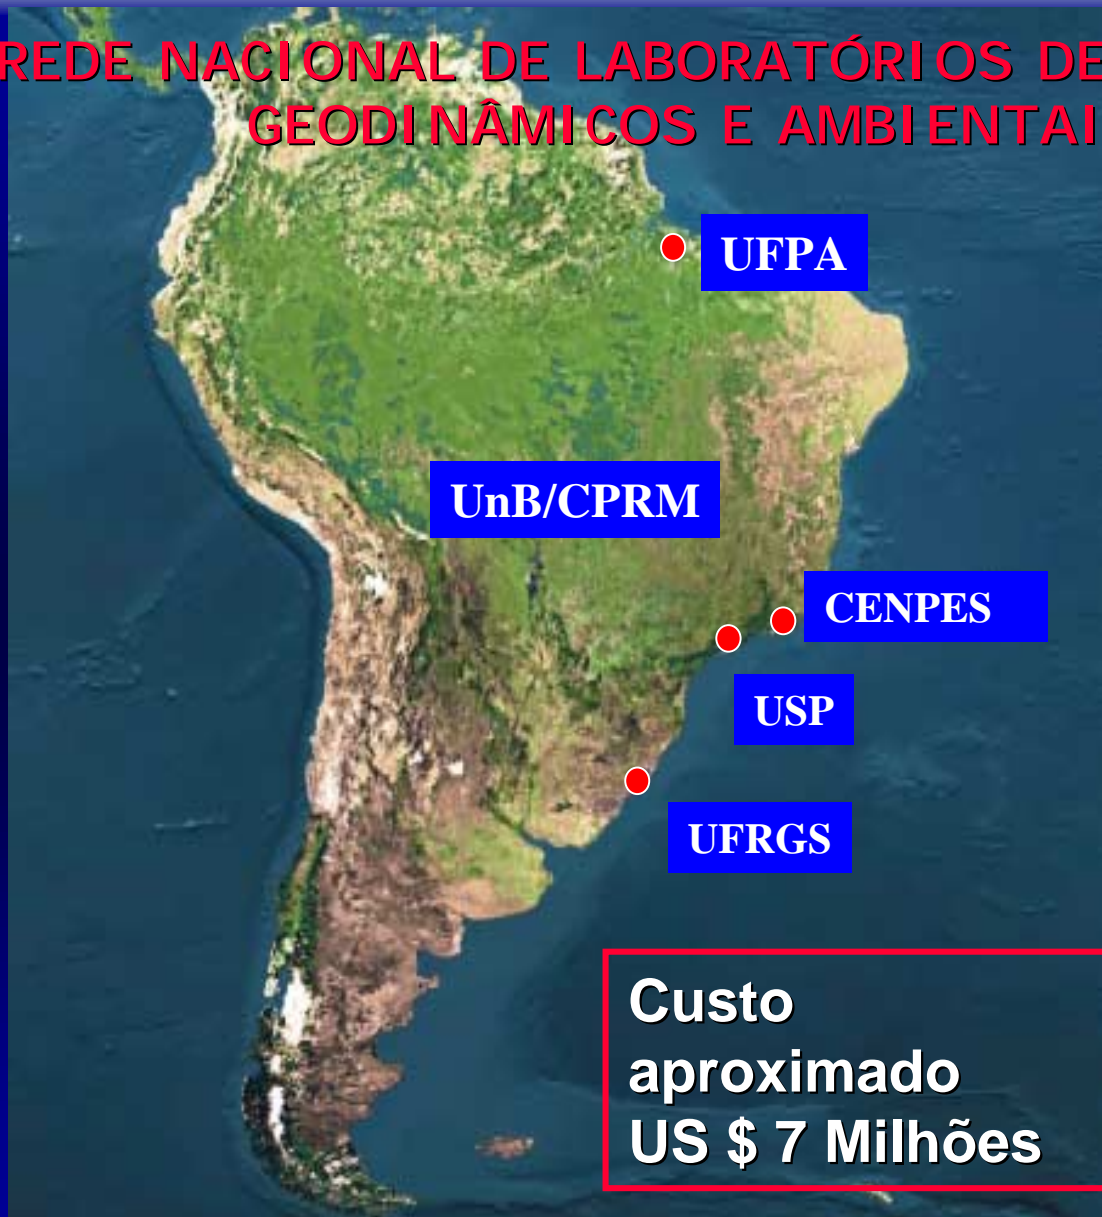 REDE NACIONAL DE LABORATÓRIOS DE
GEODINÂMICOS E AMBIENTAI
UFPA
UnB/CPRM
CENPES
USP
UFRGS
Custo
aproximado
US $ 7 Milhões